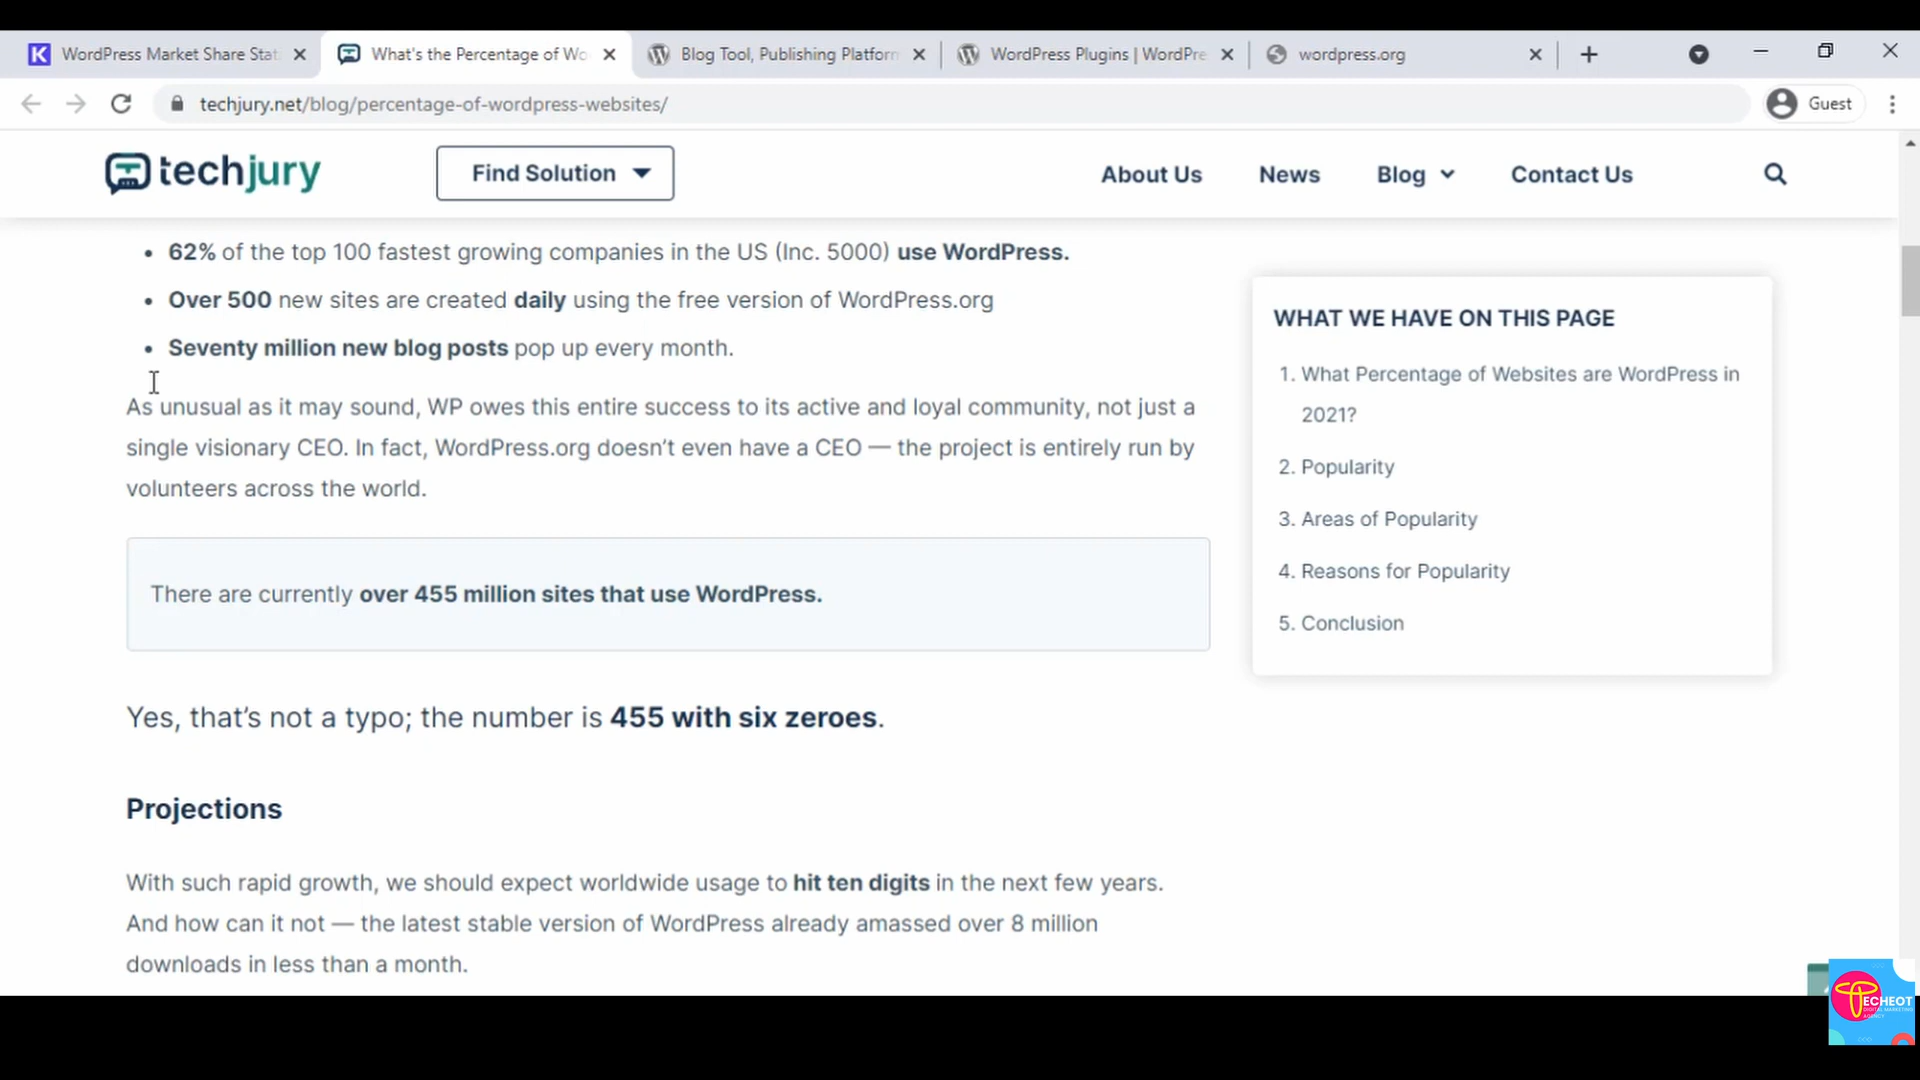 WordPress Market Share Stat
What's the Percentage of Wo
Blog Tool, Publishing Platform
WordPress Plugins | WordPre
wordpress.org
techjury.net/blog/percentage-of-wordpress-websites/
Guest
techjury
Find Solution
About Us
News
Blog
Contact Us
• 62% of the top 100 fastest growing companies in the US (Inc. 5000) use WordPress.
• Over 500 new sites are created daily using the free version of WordPress.org
• Seventy million new blog posts pop up every month.
As unusual as it may sound, WP owes this entire success to its active and loyal community, not just a
single visionary CEO. In fact, WordPress.org doesn’t even have a CEO — the project is entirely run by
volunteers across the world.
There are currently over 455 million sites that use WordPress.
Yes, that’s not a typo; the number is 455 with six zeroes.
Projections
With such rapid growth, we should expect worldwide usage to hit ten digits in the next few years.
And how can it not — the latest stable version of WordPress already amassed over 8 million
downloads in less than a month.
WHAT WE HAVE ON THIS PAGE
1. What Percentage of Websites are WordPress in
2021?
2. Popularity
3. Areas of Popularity
4. Reasons for Popularity
5. Conclusion
TECHEOT
DIGITAL MARKETING
AGENCY